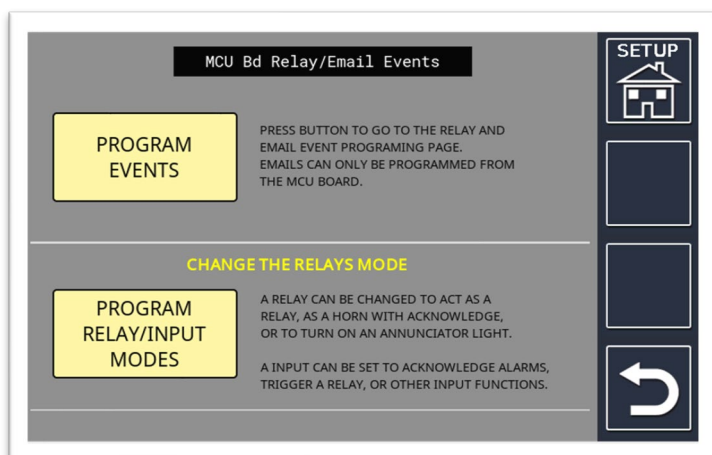 MCU Bd Relay/Email Events
SETUP
PROGRAM
EVENTS
PRESS BUTTON TO GO TO THE RELAY AND
EMAIL EVENT PROGRAMING PAGE.
EMAILS CAN ONLY BE PROGRAMMED FROM
THE MCU BOARD.
CHANGE THE RELAYS MODE
PROGRAM
RELAY/INPUT
MODES
A RELAY CAN BE CHANGED TO ACT AS A
RELAY, AS A HORN WITH ACKNOWLEDGE,
OR TO TURN ON AN ANNUNCIATOR LIGHT.
A INPUT CAN BE SET TO ACKNOWLEDGE ALARMS,
TRIGGER A RELAY, OR OTHER INPUT FUNCTIONS.